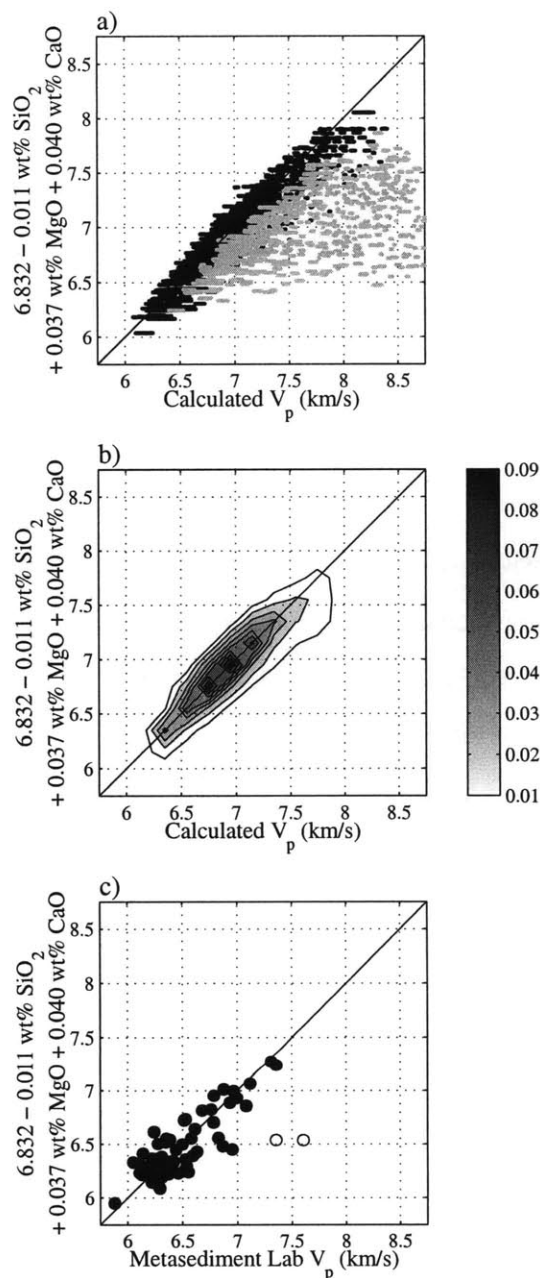 a)
6.832 − 0.011 wt% SiO2
+ 0.037 wt% MgO + 0.040 wt% CaO
8.5
8
7.5
7
6.5
6
6 6.5 7 7.5 8 8.5
Calculated Vp (km/s)
b)
6.832 − 0.011 wt% SiO2
+ 0.037 wt% MgO + 0.040 wt% CaO
8.5
8
7.5
7
6.5
6
6 6.5 7 7.5 8 8.5
Calculated Vp (km/s)
0.09
0.08
0.07
0.06
0.05
0.04
0.03
0.02
0.01
c)
6.832 − 0.011 wt% SiO2
+ 0.037 wt% MgO + 0.040 wt% CaO
8.5
8
7.5
7
6.5
6
6 6.5 7 7.5 8 8.5
Metasediment Lab Vp (km/s)